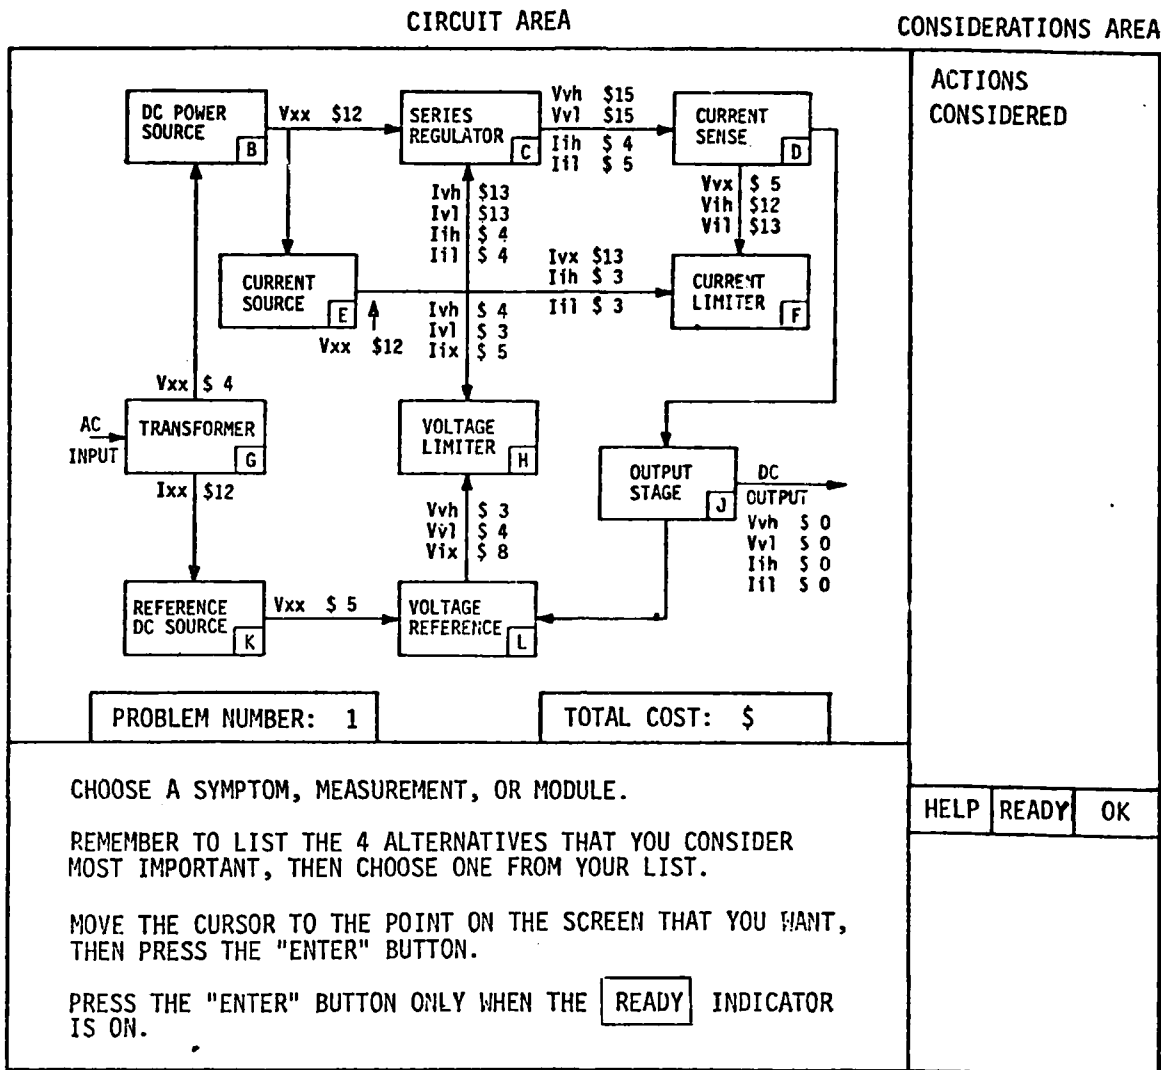 CIRCUIT AREA
CONSIDERATIONS AREA
ACTIONS
CONSIDERED
DC POWER
SOURCE
B
Vxx $12
SERIES
REGULATOR
C
Vvh $15
Vvl $15
Iih $ 4
Iil $ 5
CURRENT
SENSE
D
Ivh $13
Ivl $13
Iih $ 4
Iil $ 4
Vvx $ 5
Vih $12
Vil $13
CURRENT
SOURCE
E
Vxx $12
Ivx $13
Iih $ 3
Iil $ 3
CURRENT
LIMITER
F
Ivh $ 4
Ivl $ 3
Iix $ 5
Vxx $ 4
AC
INPUT
TRANSFORMER
G
Ixx $12
VOLTAGE
LIMITER
H
OUTPUT
STAGE
J
DC
OUTPUT
Vvh $ 0
Vvl $ 0
Iih $ 0
Iil $ 0
Vvh $ 3
Vvl $ 4
Vix $ 8
REFERENCE
DC SOURCE
K
Vxx $ 5
VOLTAGE
REFERENCE
L
PROBLEM NUMBER: 1
TOTAL COST: $
CHOOSE A SYMPTOM, MEASUREMENT, OR MODULE.
REMEMBER TO LIST THE 4 ALTERNATIVES THAT YOU CONSIDER
MOST IMPORTANT, THEN CHOOSE ONE FROM YOUR LIST.
MOVE THE CURSOR TO THE POINT ON THE SCREEN THAT YOU WANT,
THEN PRESS THE "ENTER" BUTTON.
PRESS THE "ENTER" BUTTON ONLY WHEN THE READY INDICATOR
IS ON.
HELP READY OK